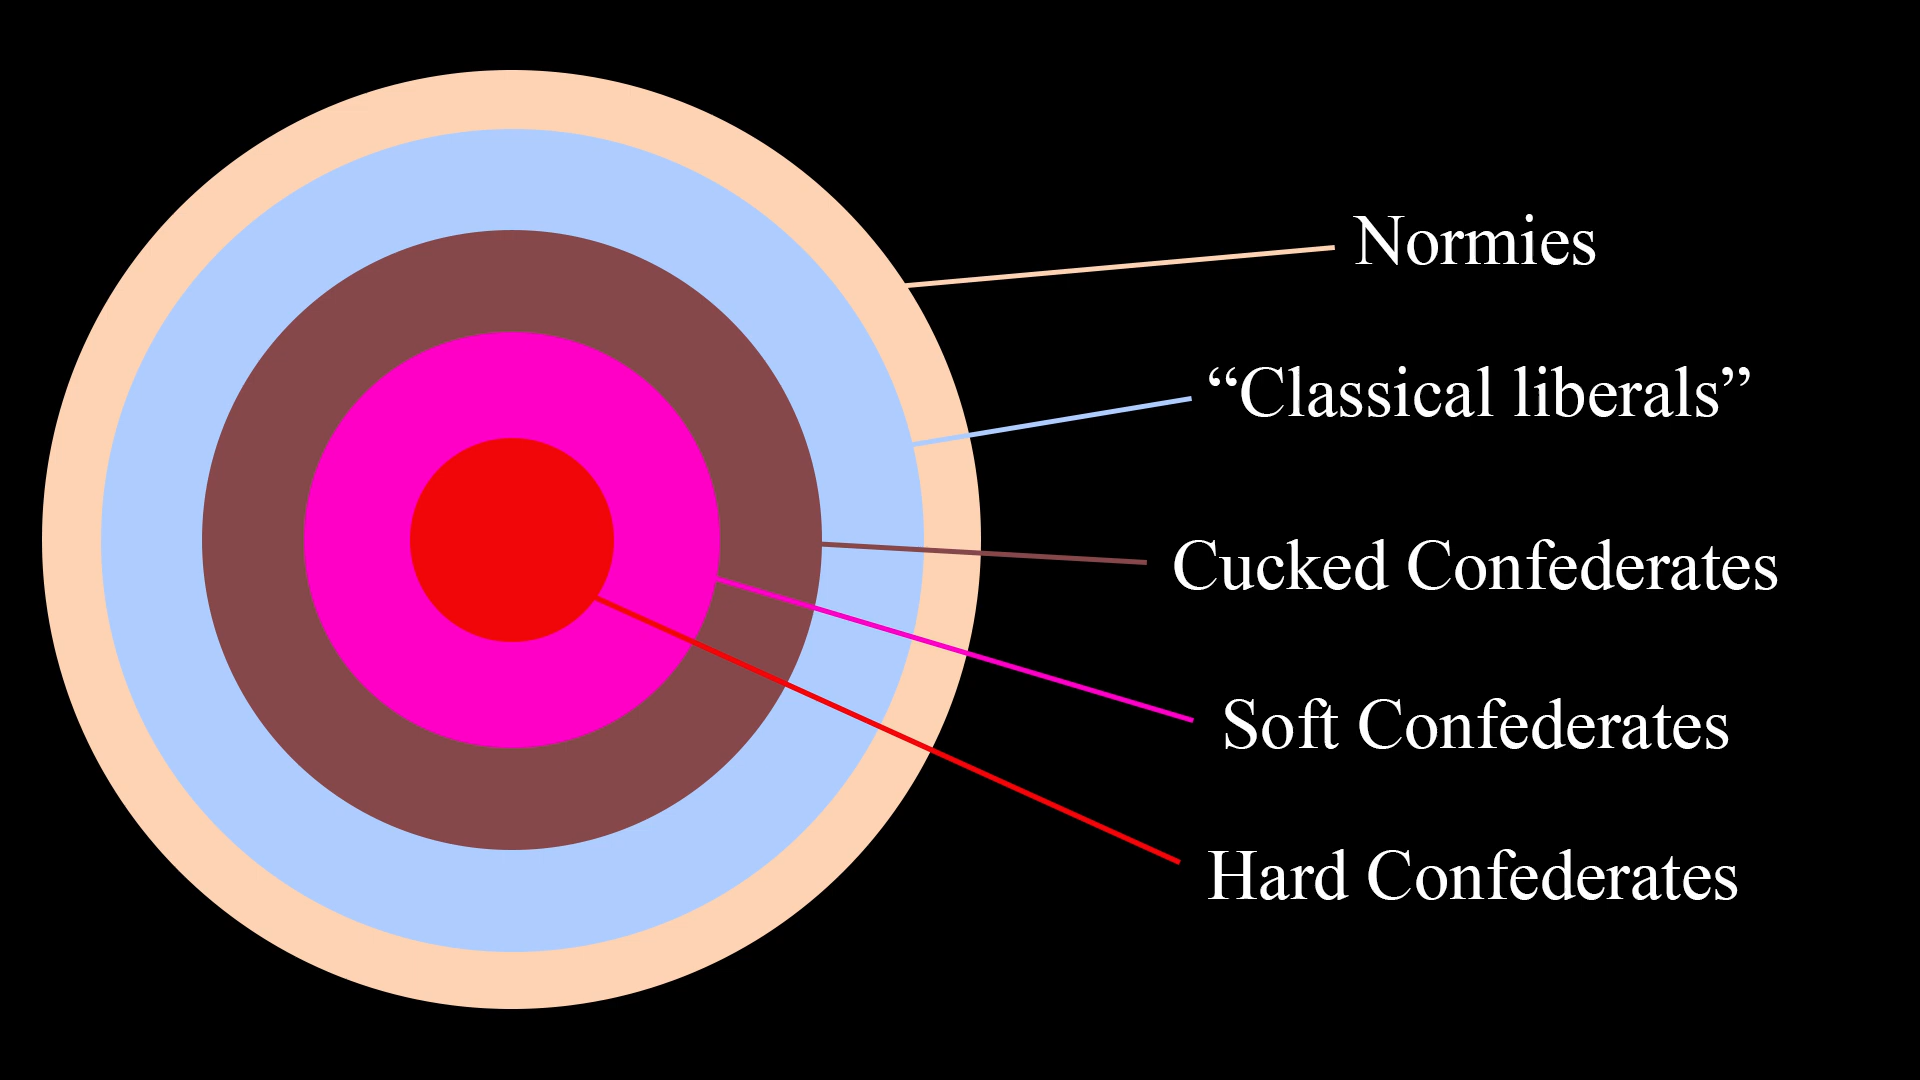 Normies
“Classical liberals”
Cucked Confederates
Soft Confederates
Hard Confederates